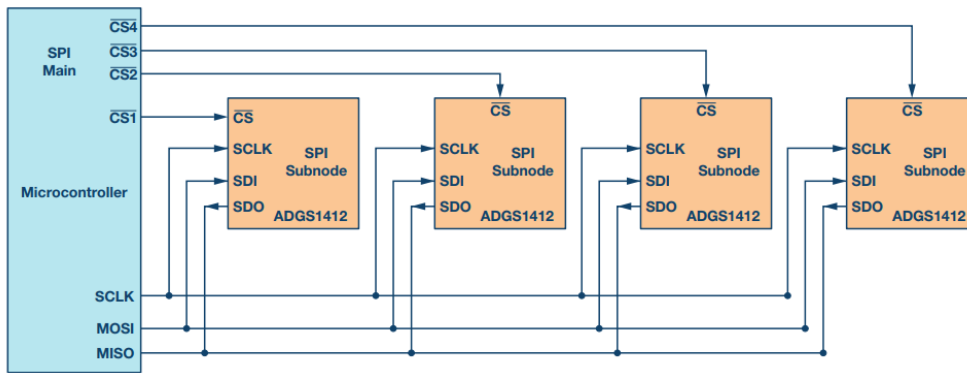 CS4
SPI
Main
CS3
CS2
CS1
Microcontroller
SCLK
MOSI
MISO
CS
SCLK
SPI
Subnode
SDI
SDO
ADGS1412
CS
SCLK
SPI
Subnode
SDI
SDO
ADGS1412
CS
SCLK
SPI
Subnode
SDI
SDO
ADGS1412
CS
SCLK
SPI
Subnode
SDI
SDO
ADGS1412